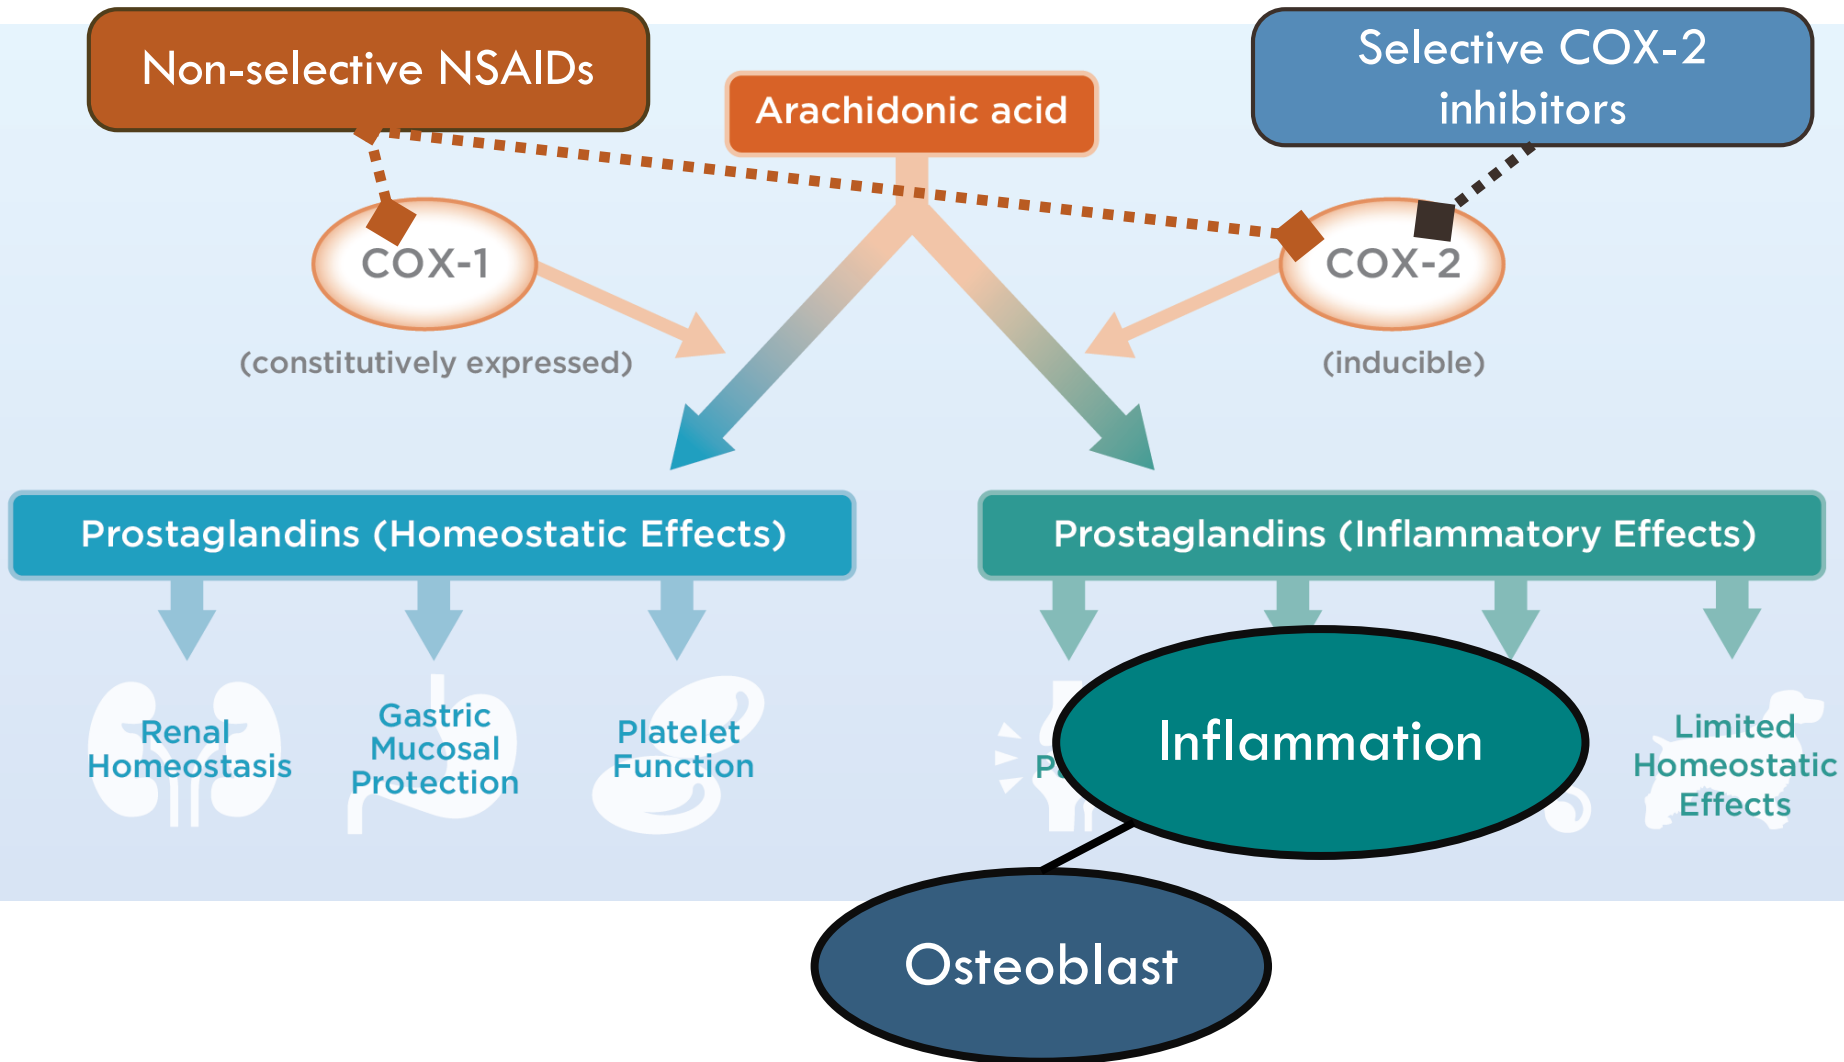 Non-selective NSAIDs
Selective COX-2
inhibitors
Arachidonic acid
COX-1
COX-2
(constitutively expressed)
(inducible)
Prostaglandins (Homeostatic Effects)
Prostaglandins (Inflammatory Effects)
Renal
Homeostasis
Gastric
Mucosal
Protection
Platelet
Function
Inflammation
Limited
Homeostatic
Effects
Osteoblast